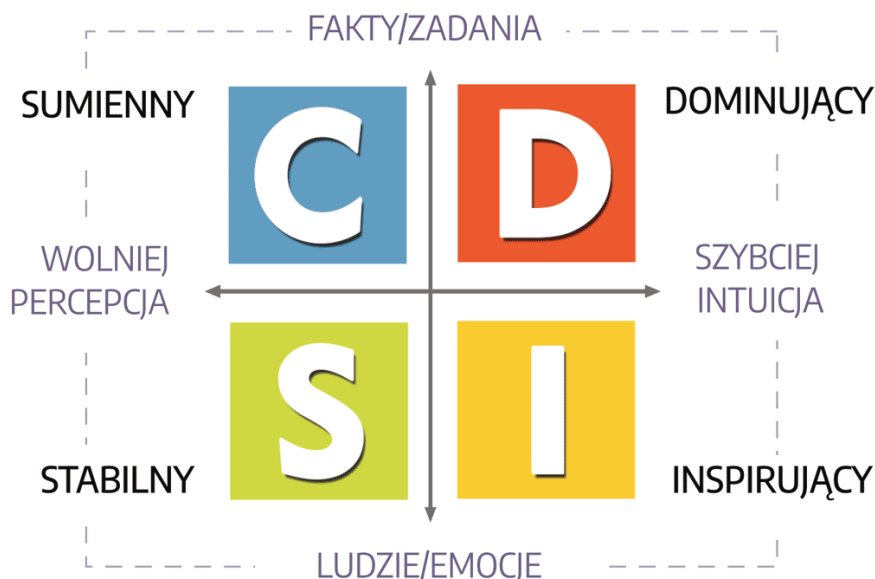 FAKTY/ZADANIA
SUMIENNY
DOMINUJĄCY
C
D
WOLNIEJ
PERCEPCJA
SZYBCIEJ
INTUICJA
S
I
STABILNY
INSPIRUJĄCY
LUDZIE/EMOCJE